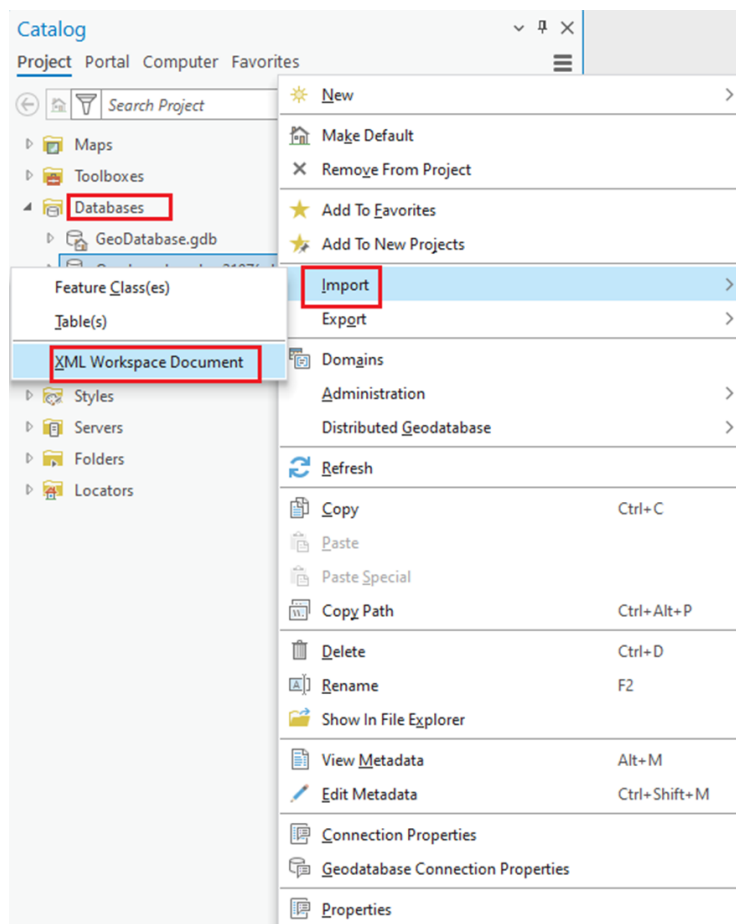 Catalog
Project Portal Computer Favorites
Search Project
Maps
Toolboxes
Databases
GeoDatabase.gdb
Styles
Servers
Folders
Locators
Feature Class(es)
Table(s)
XML Workspace Document
New
Make Default
Remove From Project
Add To Favorites
Add To New Projects
Import
Export
Domains
Administration
Distributed Geodatabase
Refresh
Copy Ctrl+C
Paste
Paste Special
Copy Path Ctrl+Alt+P
Delete Ctrl+D
Rename F2
Show In File Explorer
View Metadata Alt+M
Edit Metadata Ctrl+Shift+M
Connection Properties
Geodatabase Connection Properties
Properties